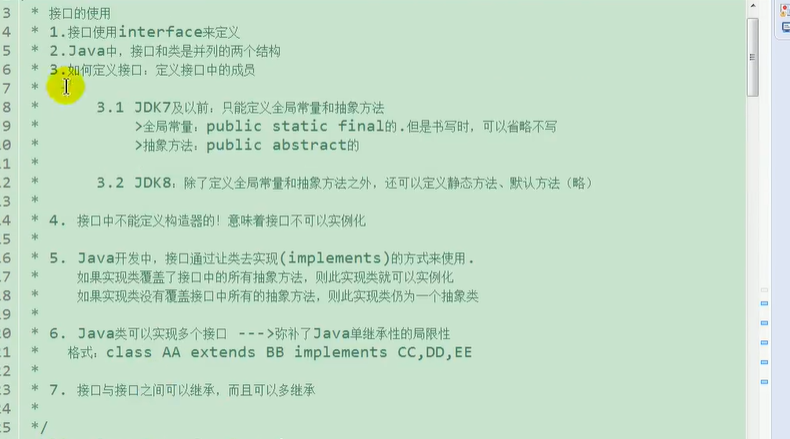 3 * 接口的使用
4 * 1.接口使用interface来定义
5 * 2.Java中，接口和类是并列的两个结构
6 * 3.如何定义接口：定义接口中的成员
7 *
8 * 3.1 JDK7及以前：只能定义全局常量和抽象方法
9 * >全局常量：public static final的.但是书写时，可以省略不写
0 * >抽象方法：public abstract的
1 *
2 * 3.2 JDK8：除了定义全局常量和抽象方法之外，还可以定义静态方法、默认方法（略）
3 *
4 * 4. 接口中不能定义构造器的！意味着接口不可以实例化
5 *
6 * 5. Java开发中，接口通过让类去实现(implements)的方式来使用.
7 * 如果实现类覆盖了接口中的所有抽象方法，则此实现类就可以实例化
8 * 如果实现类没有覆盖接口中所有的抽象方法，则此实现类仍为一个抽象类
9 *
20 * 6. Java类可以实现多个接口 --->弥补了Java单继承性的局限性
21 * 格式：class AA extends BB implements CC,DD,EE
22 *
23 * 7. 接口与接口之间可以继承，而且可以多继承
24 *
25 */